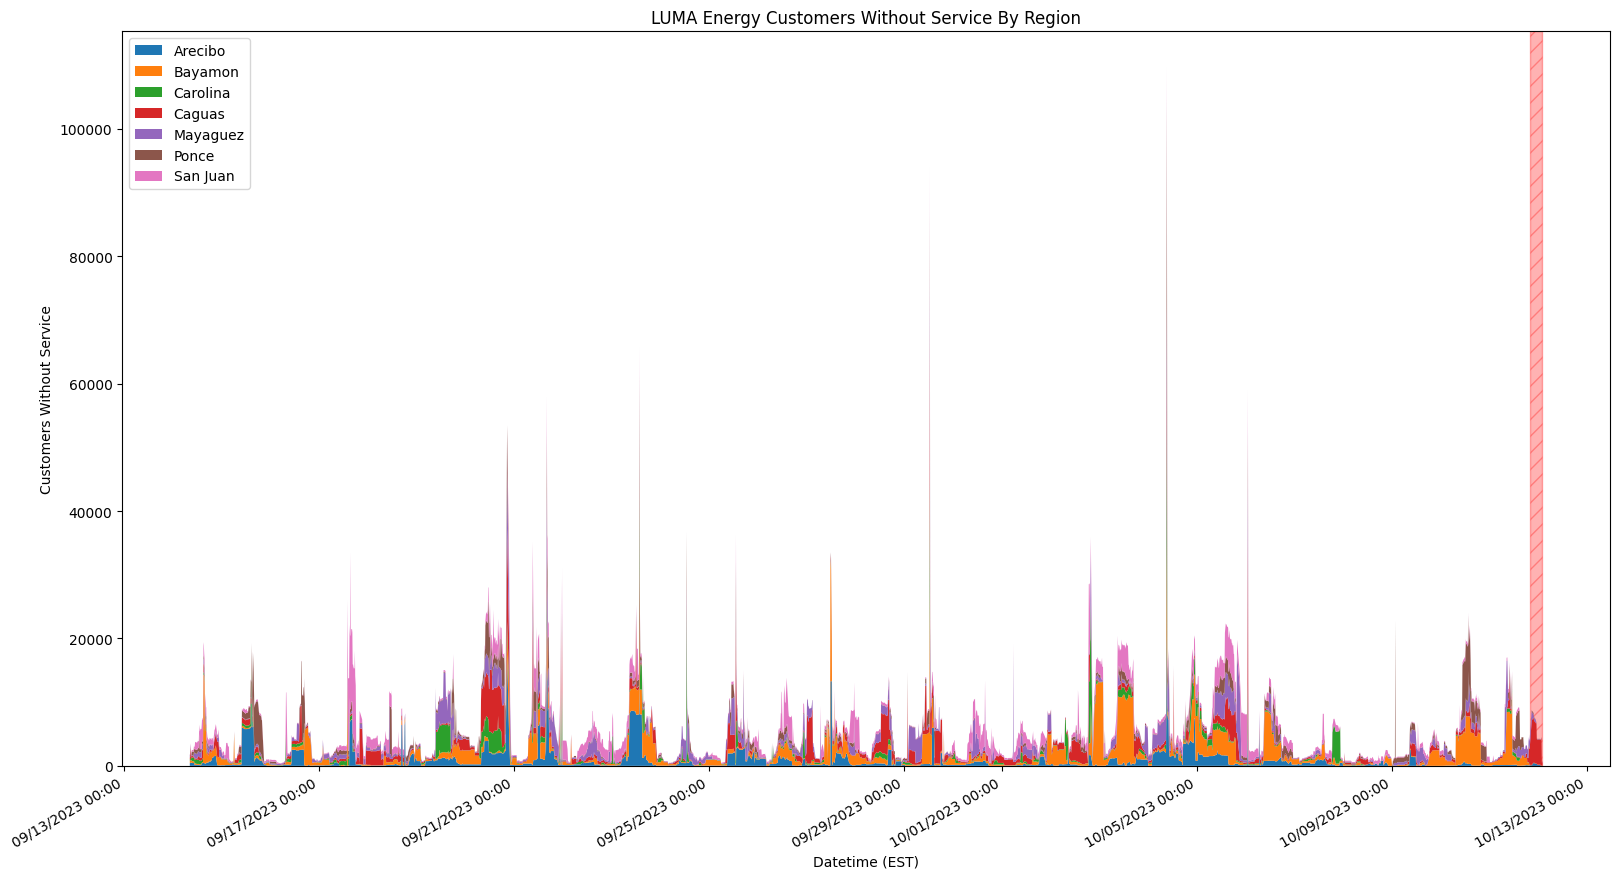 LUMA Energy Customers Without Service By Region
Arecibo
Bayamon
Carolina
Caguas
Mayaguez
Ponce
San Juan
100000
80000
60000
40000
20000
0
Customers Without Service
09/13/2023 00:00
09/17/2023 00:00
09/21/2023 00:00
09/25/2023 00:00
09/29/2023 00:00
10/01/2023 00:00
10/05/2023 00:00
10/09/2023 00:00
10/13/2023 00:00
Datetime (EST)